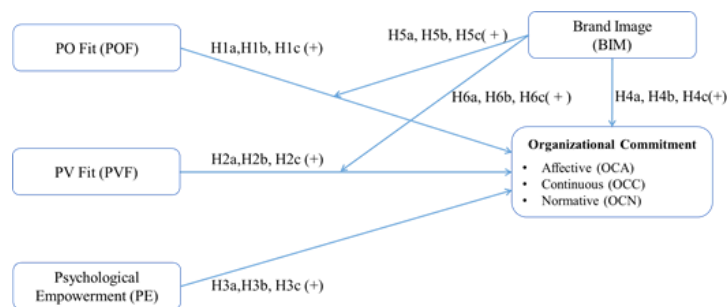 PO Fit (POF)
H1a,H1b, H1c (+)
H5a, H5b, H5c( + )
Brand Image
(BIM)
H6a, H6b, H6c( + )
H4a, H4b, H4c(+)
PV Fit (PVF)
H2a,H2b, H2c (+)
Organizational Commitment
• Affective (OCA)
• Continuous (OCC)
• Normative (OCN)
Psychological
Empowerment (PE)
H3a,H3b, H3c (+)